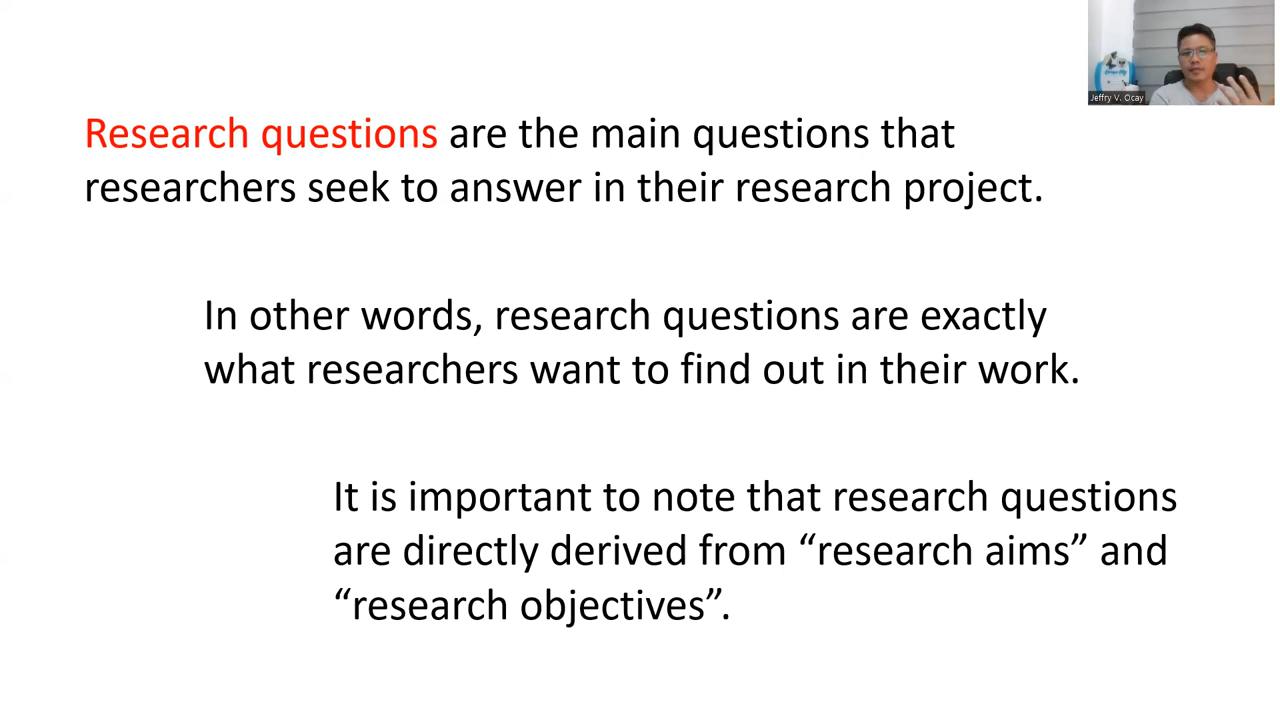 Research questions are the main questions that
researchers seek to answer in their research project.
In other words, research questions are exactly
what researchers want to find out in their work.
It is important to note that research questions
are directly derived from “research aims” and
“research objectives”.
Jeffry V. Ocay